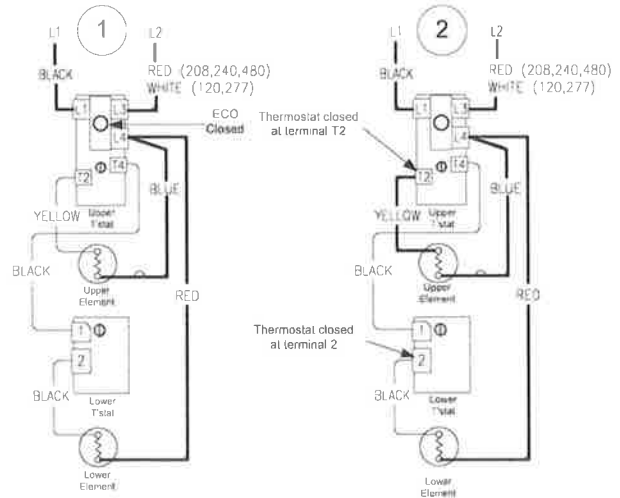 L1
1
L2
BLACK
RED (208,240,480)
WHITE (120,277)
L1
L3
ECO
Closed
L4
T4
T2
BLUE
YELLOW
Upper
T'stat
BLACK
Upper
Element
RED
1
2
BLACK
Lower
T'stat
Lower
Element
L1
2
L2
BLACK
RED (208,240,480)
WHITE (120,277)
L1
L3
Thermostat closed
at terminal T2
L4
T4
T2
BLUE
YELLOW
Upper
T'stat
BLACK
Upper
Element
RED
Thermostat closed
at terminal 2
1
2
BLACK
Lower
T'stat
Lower
Element